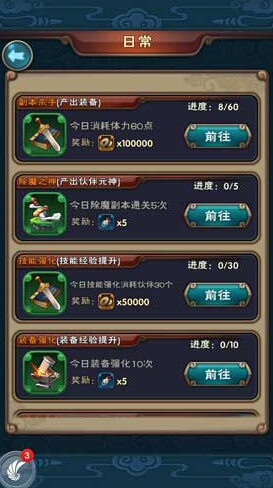 日常
副本杀手(产出装备)
进度：8/60
今日消耗体力60点
奖励：x100000
前往
除魔之神(产出伙伴元神)
进度：0/5
今日除魔副本通关5次
奖励：x5
前往
技能强化(技能经验提升)
进度：0/30
今日技能强化消耗伙伴30个
奖励：x50000
前往
装备强化(装备经验提升)
进度：0/10
今日装备强化10次
奖励：x5
前往
3